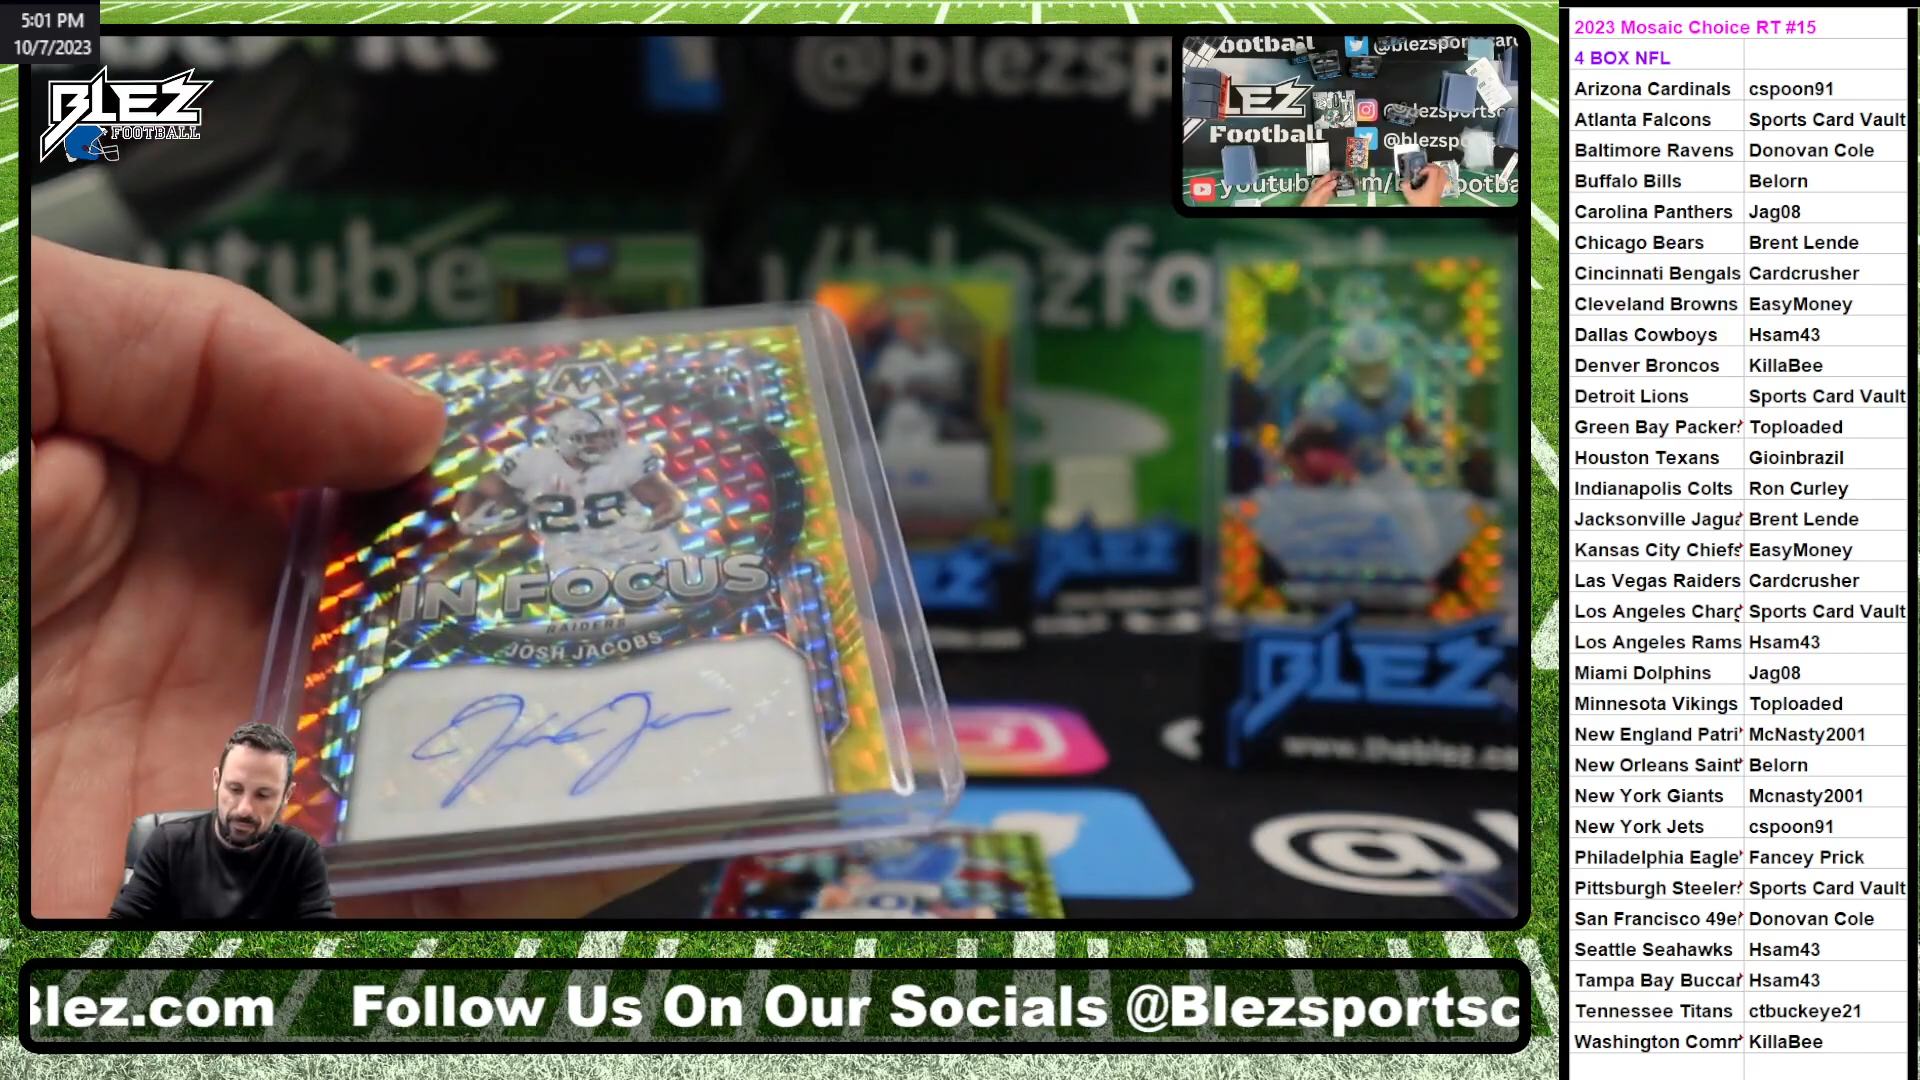 5:01 PM
10/7/2023
BLEZ
FOOTBALL
28
IN FOCUS
RAIDERS
JOSH JACOBS
BLEZ
Football
BLEZ
Blez.com Follow Us On Our Socials @Blezsportsc
2023 Mosaic Choice RT #15
4 BOX NFL
Arizona Cardinals cspoon91
Atlanta Falcons Sports Card Vault
Baltimore Ravens Donovan Cole
Buffalo Bills Belorn
Carolina Panthers Jag08
Chicago Bears Brent Lende
Cincinnati Bengals Cardcrusher
Cleveland Browns EasyMoney
Dallas Cowboys Hsam43
Denver Broncos KillaBee
Detroit Lions Sports Card Vault
Green Bay Packer Toploaded
Houston Texans Gioinbrazil
Indianapolis Colts Ron Curley
Jacksonville Jagua Brent Lende
Kansas City Chiefs EasyMoney
Las Vegas Raiders Cardcrusher
Los Angeles Charg Sports Card Vault
Los Angeles Rams Hsam43
Miami Dolphins Jag08
Minnesota Vikings Toploaded
New England Patri McNasty2001
New Orleans Saint Belorn
New York Giants Mcnasty2001
New York Jets cspoon91
Philadelphia Eagle Fancey Prick
Pittsburgh Steeler Sports Card Vault
San Francisco 49e Donovan Cole
Seattle Seahawks Hsam43
Tampa Bay Buccar Hsam43
Tennessee Titans ctbuckeye21
Washington Comm KillaBee